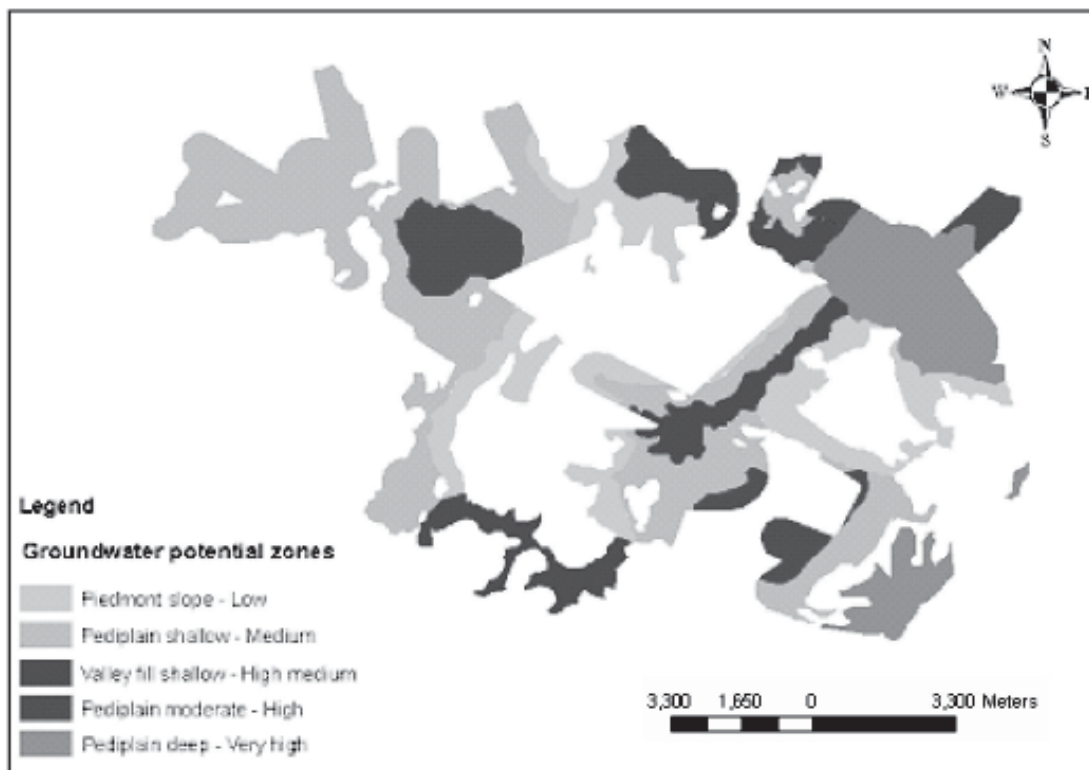 N
W E
S
Legend
Groundwater potential zones
Piedmont slope - Low
Pediplain shallow - Medium
Valley fill shallow - High medium
Pediplain moderate - High
Pediplain deep - Very high
3,300 1,650 0 3,300 Meters